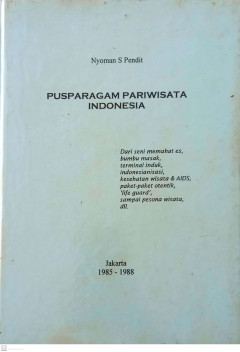 Nyoman S Pendit
PUSPARAGAM PARIWISATA
INDONESIA
Dari seni memahat es,
bumbu masak,
terminal induk,
indonesianisasi,
kesehatan wisata & AIDS,
paket-paket otentik,
'life guard',
sampai pesona wisata,
dll.
Jakarta
1985 - 1988